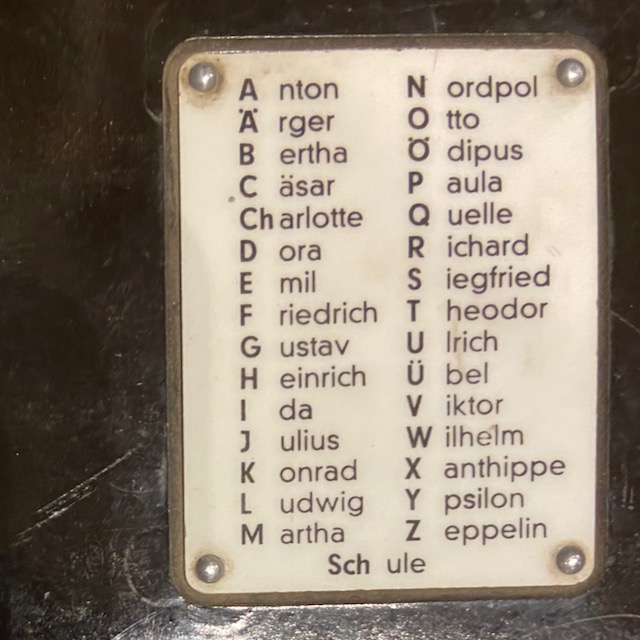 A nton
Ä rger
B ertha
C äsar
Ch arlotte
D ora
E mil
F riedrich
G ustav
H einrich
I da
J ulius
K onrad
L udwig
M artha
N ordpol
O tto
Ö dipus
P aula
Q uelle
R ichard
S iegfried
T heodor
U lrich
Ü bel
V iktor
W ilhelm
X anthippe
Y psilon
Z eppelin
Sch ule